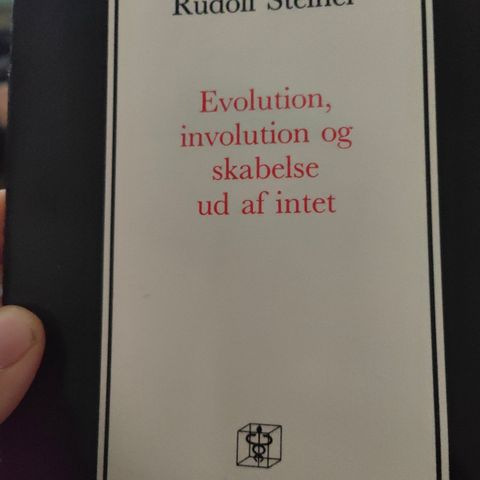 Rudolf Steiner
Evolution,
involution og
skabelse
ud af intet